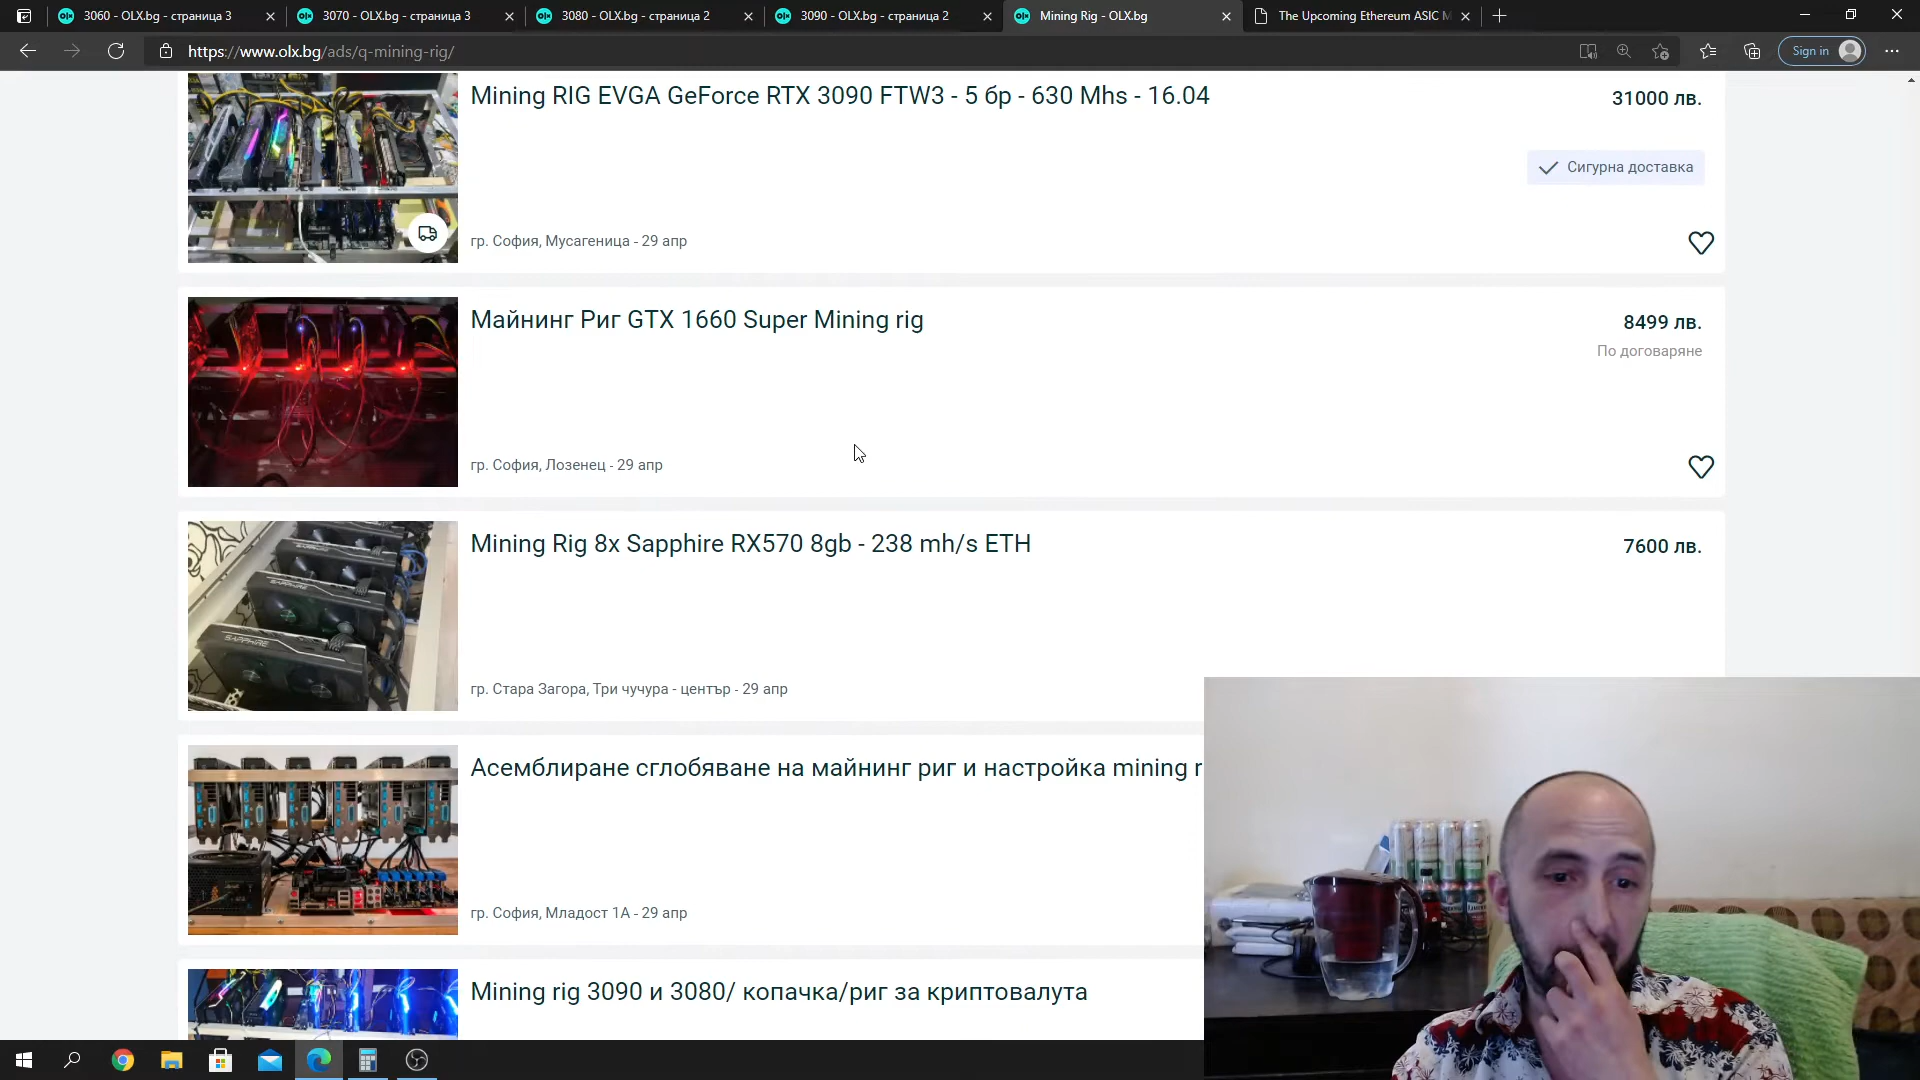 3060 - OLX.bg - страница 3
3070 - OLX.bg - страница 3
3080 - OLX.bg - страница 2
3090 - OLX.bg - страница 2
Mining Rig - OLX.bg
The Upcoming Ethereum ASIC M
https://www.olx.bg/ads/q-mining-rig/
Sign in
Mining RIG EVGA GeForce RTX 3090 FTW3 - 5 бр - 630 Mhs - 16.04
31000 лв.
Сигурна доставка
гр. София, Мусагеница - 29 апр
Майнинг Риг GTX 1660 Super Mining rig
8499 лв.
По договаряне
гр. София, Лозенец - 29 апр
Mining Rig 8x Sapphire RX570 8gb - 238 mh/s ETH
7600 лв.
SAPPHIRE
SAPPHIRE
гр. Стара Загора, Три чучура - център - 29 апр
Асемблиране сглобяване на майнинг риг и настройка mining r
гр. София, Младост 1А - 29 апр
Mining rig 3090 и 3080/ копачка/риг за криптовалута